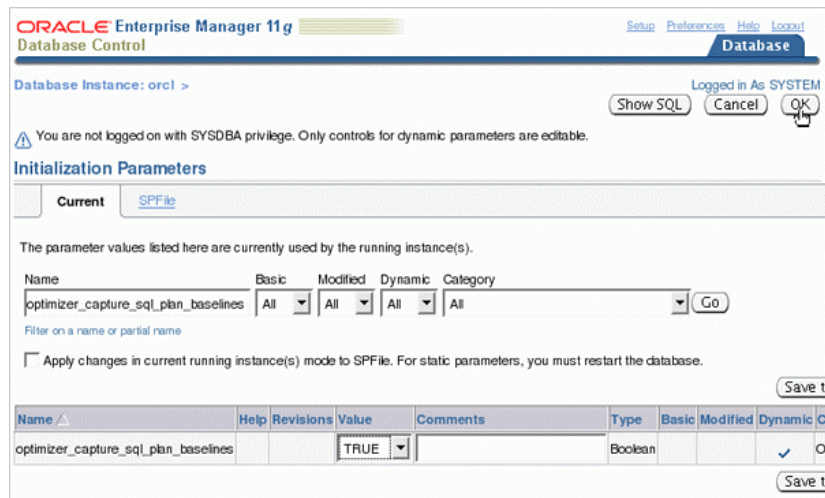 ORACLE Enterprise Manager 11g
Setup Preferences Help Logout
Database Control
Database
Database Instance: orcl >
Logged in As SYSTEM
Show SQL Cancel OK
You are not logged on with SYSDBA privilege. Only controls for dynamic parameters are editable.
Initialization Parameters
Current SPFile
The parameter values listed here are currently used by the running instance(s).
Name Basic Modified Dynamic Category
optimizer_capture_sql_plan_baselines All All All All Go
Filter on a name or partial name
Apply changes in current running instance(s) mode to SPFile. For static parameters, you must restart the database.
Save t
Name Help Revisions Value Comments Type Basic Modified Dynamic C
optimizer_capture_sql_plan_baselines TRUE Boolean O
Save t